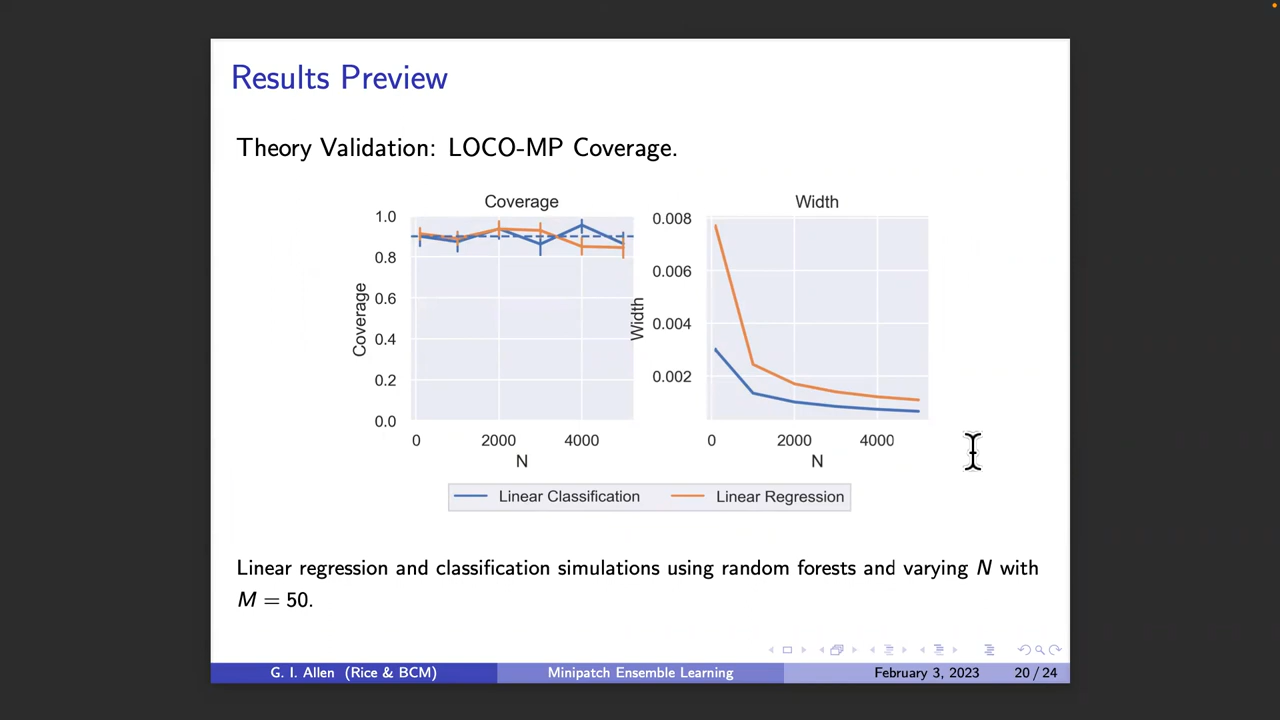 Results Preview
Theory Validation: LOCO-MP Coverage.
Coverage
Width
1.0
0.8
0.6
0.4
0.2
0.0
Coverage
0 2000 4000
N
0.008
0.006
0.004
0.002
Width
0 2000 4000
N
Linear Classification Linear Regression
Linear regression and classification simulations using random forests and varying N with
M = 50.
G. I. Allen (Rice & BCM) Minipatch Ensemble Learning February 3, 2023 20 / 24